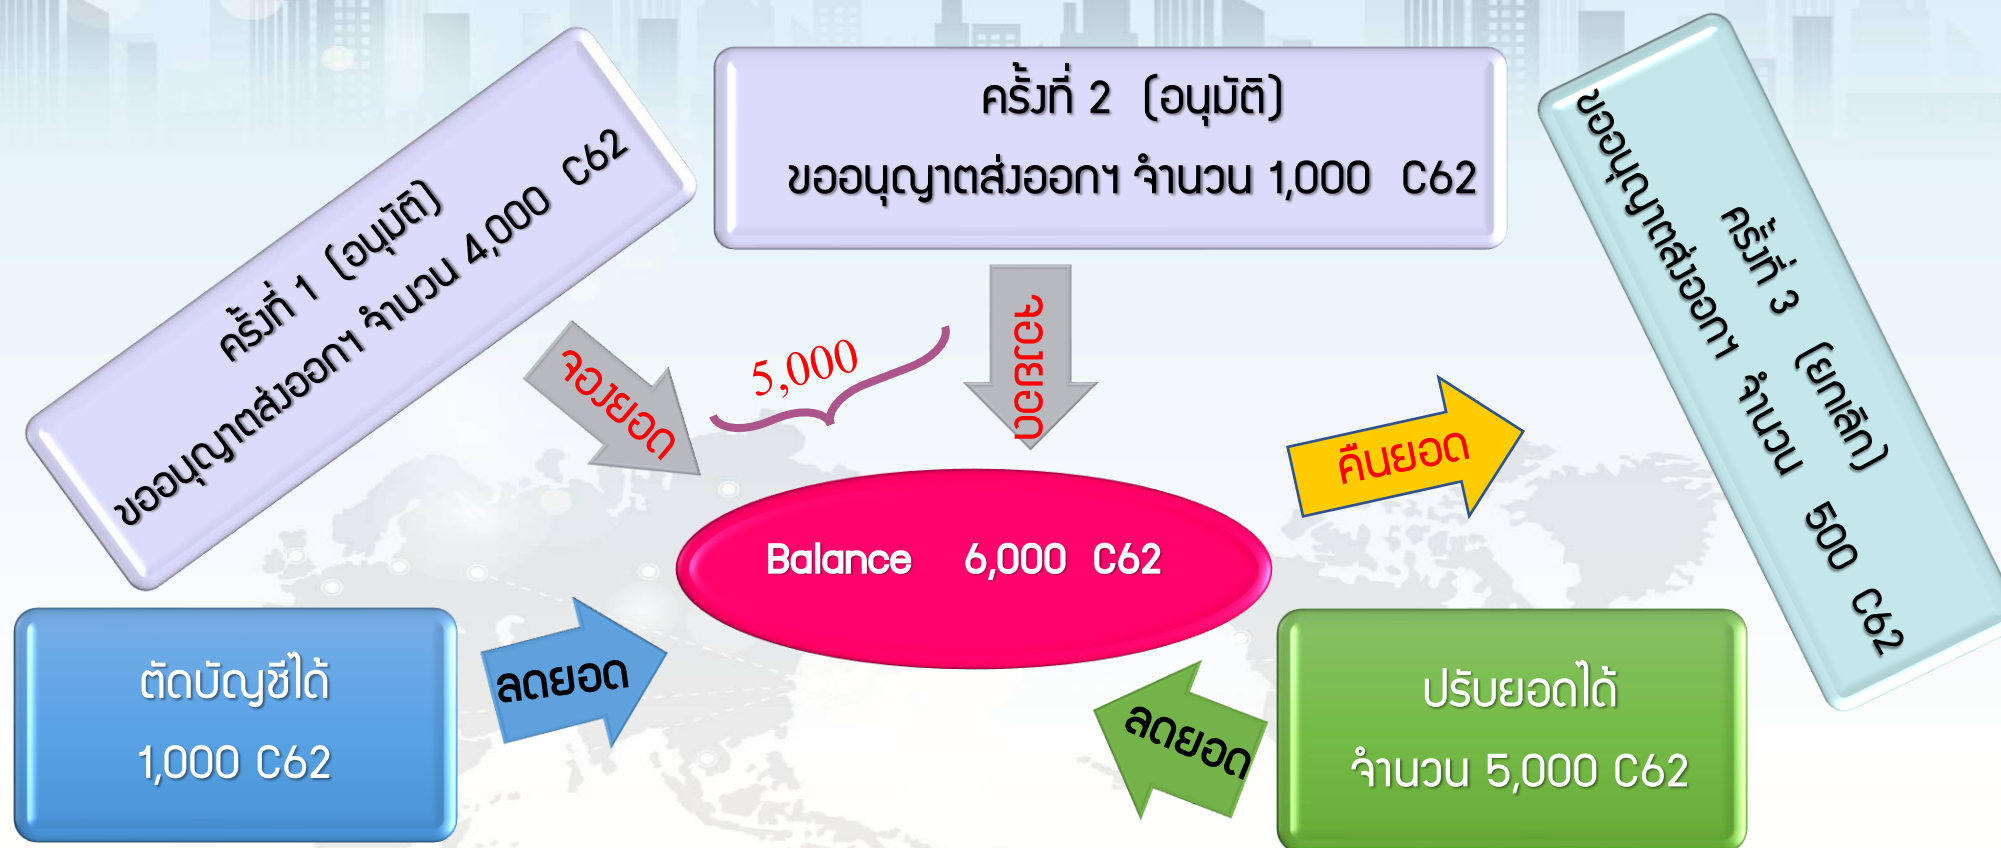 ครั้งที่ 1 (อนุมัติ)
ขออนุญาตส่งออกฯ จำนวน 4,000 C62
ครั้งที่ 2 (อนุมัติ)
ขออนุญาตส่งออกฯ จำนวน 1,000 C62
ครั้งที่ 3 (ยกเลิก)
ขออนุญาตส่งออกฯ จำนวน 500 C62
จองยอด
5,000
จองยอด
คืนยอด
Balance 6,000 C62
ตัดบัญชีได้
1,000 C62
ลดยอด
ลดยอด
ปรับยอดได้
จำนวน 5,000 C62